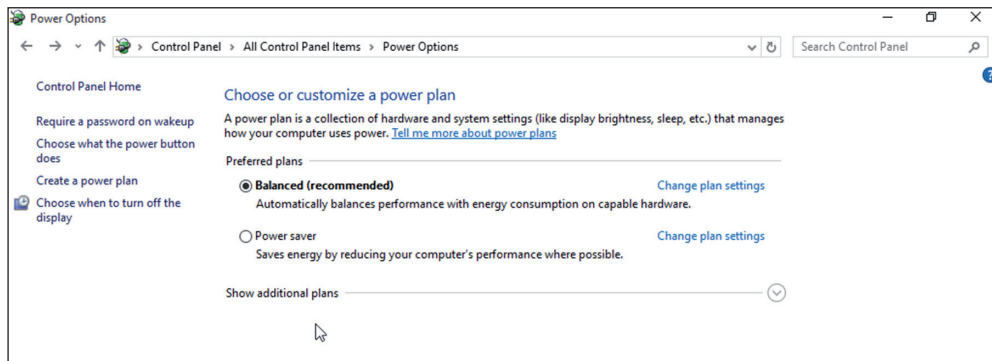 Power Options
Control Panel > All Control Panel Items > Power Options
Search Control Panel
Control Panel Home
Require a password on wakeup
Choose what the power button
does
Create a power plan
Choose when to turn off the
display
Choose or customize a power plan
A power plan is a collection of hardware and system settings (like display brightness, sleep, etc.) that manages
how your computer uses power. Tell me more about power plans
Preferred plans
Balanced (recommended) Change plan settings
Automatically balances performance with energy consumption on capable hardware.
Power saver Change plan settings
Saves energy by reducing your computer's performance where possible.
Show additional plans